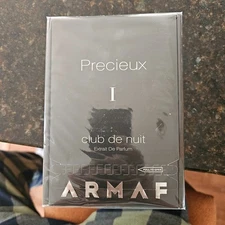 Precieux
I
club de nuit
Extrait De Parfum
ARMAF